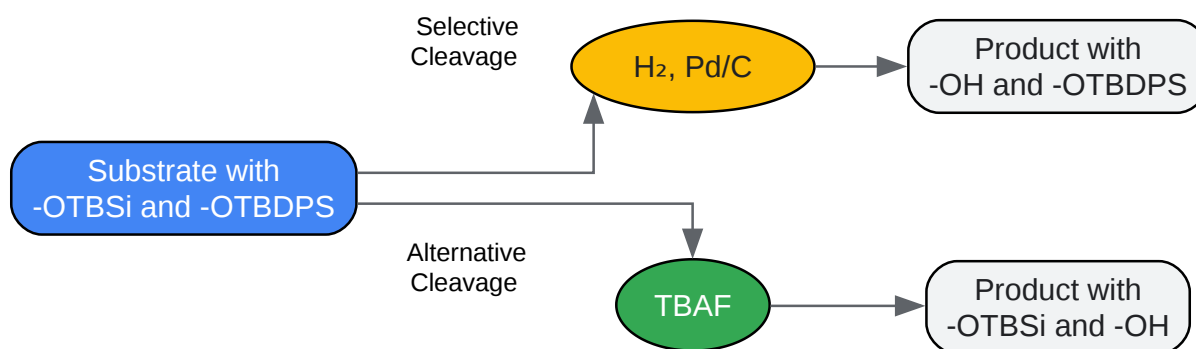 Selective
Cleavage
H₂, Pd/C
Product with
-OH and -OTBDPS
Substrate with
-OTBSi and -OTBDPS
Alternative
Cleavage
TBAF
Product with
-OTBSi and -OH